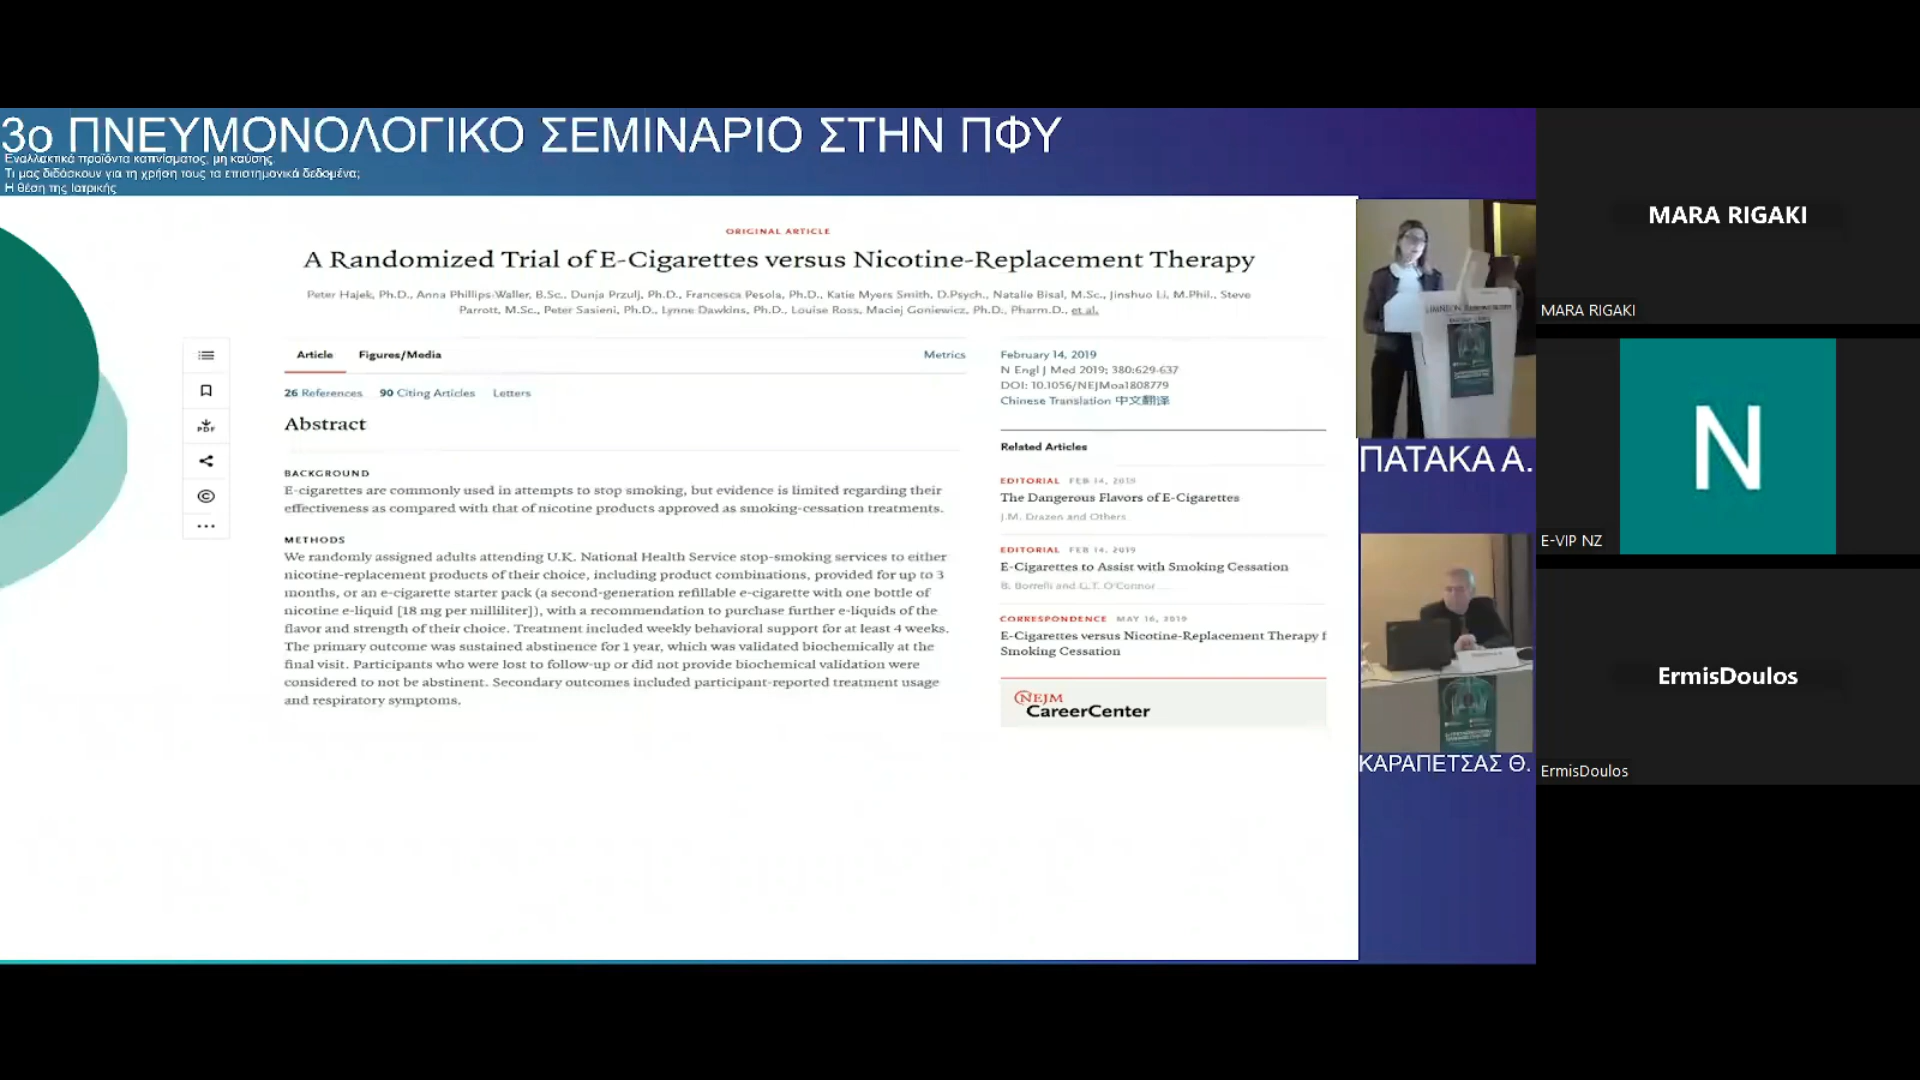 3ο ΠΝΕΥΜΟΝΟΛΟΓΙΚΟ ΣΕΜΙΝΑΡΙΟ ΣΤΗΝ ΠΦΥ
Εναλλακτικά προϊόντα καπνίσματος, μη καύσης.
Τι μας διδάσκουν για τη χρήση τους τα επιστημονικά δεδομένα;
Η θέση της Ιατρικής
ORIGINAL ARTICLE
A Randomized Trial of E-Cigarettes versus Nicotine-Replacement Therapy
Peter Hajek, Ph.D., Anna Phillips-Waller, B.Sc., Dunja Przulj, Ph.D., Francesca Pesola, Ph.D., Katie Myers Smith, D.Psych., Natalie Bisal, M.Sc., Jinshuo Li, M.Phil., Steve
Parrott, M.Sc., Peter Sasieni, Ph.D., Lynne Dawkins, Ph.D., Louise Ross, Maciej Goniewicz, Ph.D., Pharm.D., et al.
Article Figures/Media Metrics
26 References 90 Citing Articles Letters
PDF
Abstract
BACKGROUND
E-cigarettes are commonly used in attempts to stop smoking, but evidence is limited regarding their
effectiveness as compared with that of nicotine products approved as smoking-cessation treatments.
METHODS
We randomly assigned adults attending U.K. National Health Service stop-smoking services to either
nicotine-replacement products of their choice, including product combinations, provided for up to 3
months, or an e-cigarette starter pack (a second-generation refillable e-cigarette with one bottle of
nicotine e-liquid [18 mg per milliliter]), with a recommendation to purchase further e-liquids of the
flavor and strength of their choice. Treatment included weekly behavioral support for at least 4 weeks.
The primary outcome was sustained abstinence for 1 year, which was validated biochemically at the
final visit. Participants who were lost to follow-up or did not provide biochemical validation were
considered to not be abstinent. Secondary outcomes included participant-reported treatment usage
and respiratory symptoms.
February 14, 2019
N Engl J Med 2019; 380:629-637
DOI: 10.1056/NEJMoa1808779
Chinese Translation 中文翻译
Related Articles
EDITORIAL FEB 14, 2019
The Dangerous Flavors of E-Cigarettes
J.M. Drazen and Others
EDITORIAL FEB 14, 2019
E-Cigarettes to Assist with Smoking Cessation
B. Borrelli and G.T. O'Connor
CORRESPONDENCE MAY 16, 2019
E-Cigarettes versus Nicotine-Replacement Therapy f
Smoking Cessation
NEJM
CareerCenter
ΠΑΤΑΚΑ Α.
ΚΑΡΑΠΕΤΣΑΣ Θ.
MARA RIGAKI
MARA RIGAKI
N
E-VIP NZ
ErmisDoulos
ErmisDoulos